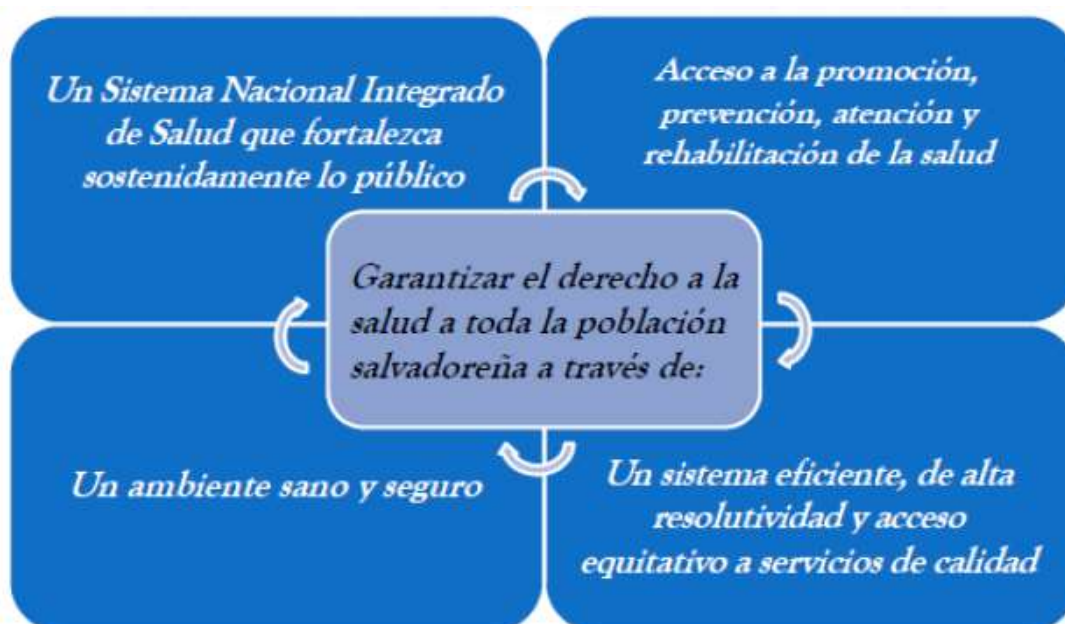 Un Sistema Nacional Integrado
de Salud que fortalezca
sostenidamente lo público
Acceso a la promoción,
prevención, atención y
rehabilitación de la salud
Garantizar el derecho a la
salud a toda la población
salvadoreña a través de:
Un ambiente sano y seguro
Un sistema eficiente, de alta
resolutividad y acceso
equitativo a servicios de calidad